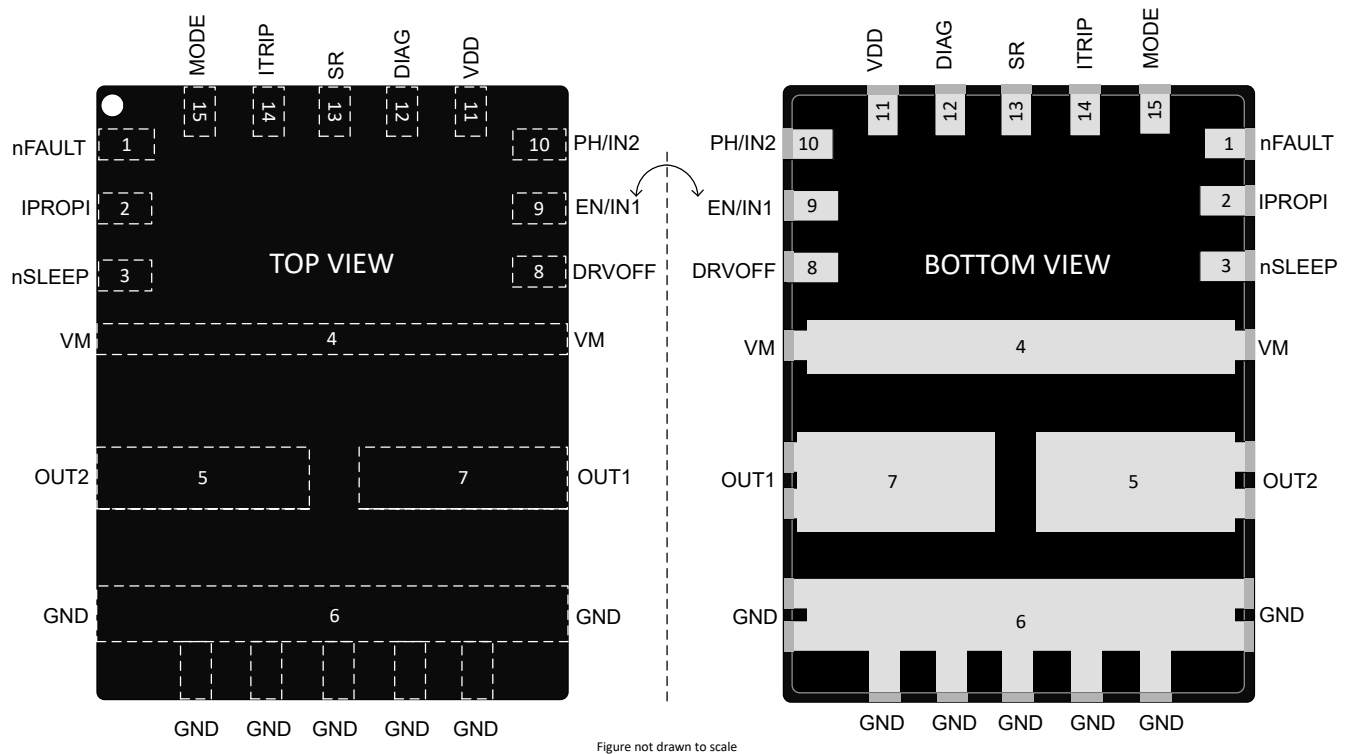 MODE ITRIP SR DIAG VDD
15 14 13 12 11
nFAULT 1 10 PH/IN2
IPROPI 2 9 EN/IN1
nSLEEP 3 TOP VIEW 8 DRVOFF
VM 4 VM
OUT2 5 7 OUT1
GND 6 GND
GND GND GND GND GND
VDD DIAG SR ITRIP MODE
11 12 13 14 15
PH/IN2 10 1 nFAULT
EN/IN1 9 2 IPROPI
DRVOFF 8 BOTTOM VIEW 3 nSLEEP
VM 4 VM
OUT1 7 5 OUT2
GND 6 GND
GND GND GND GND GND
Figure not drawn to scale